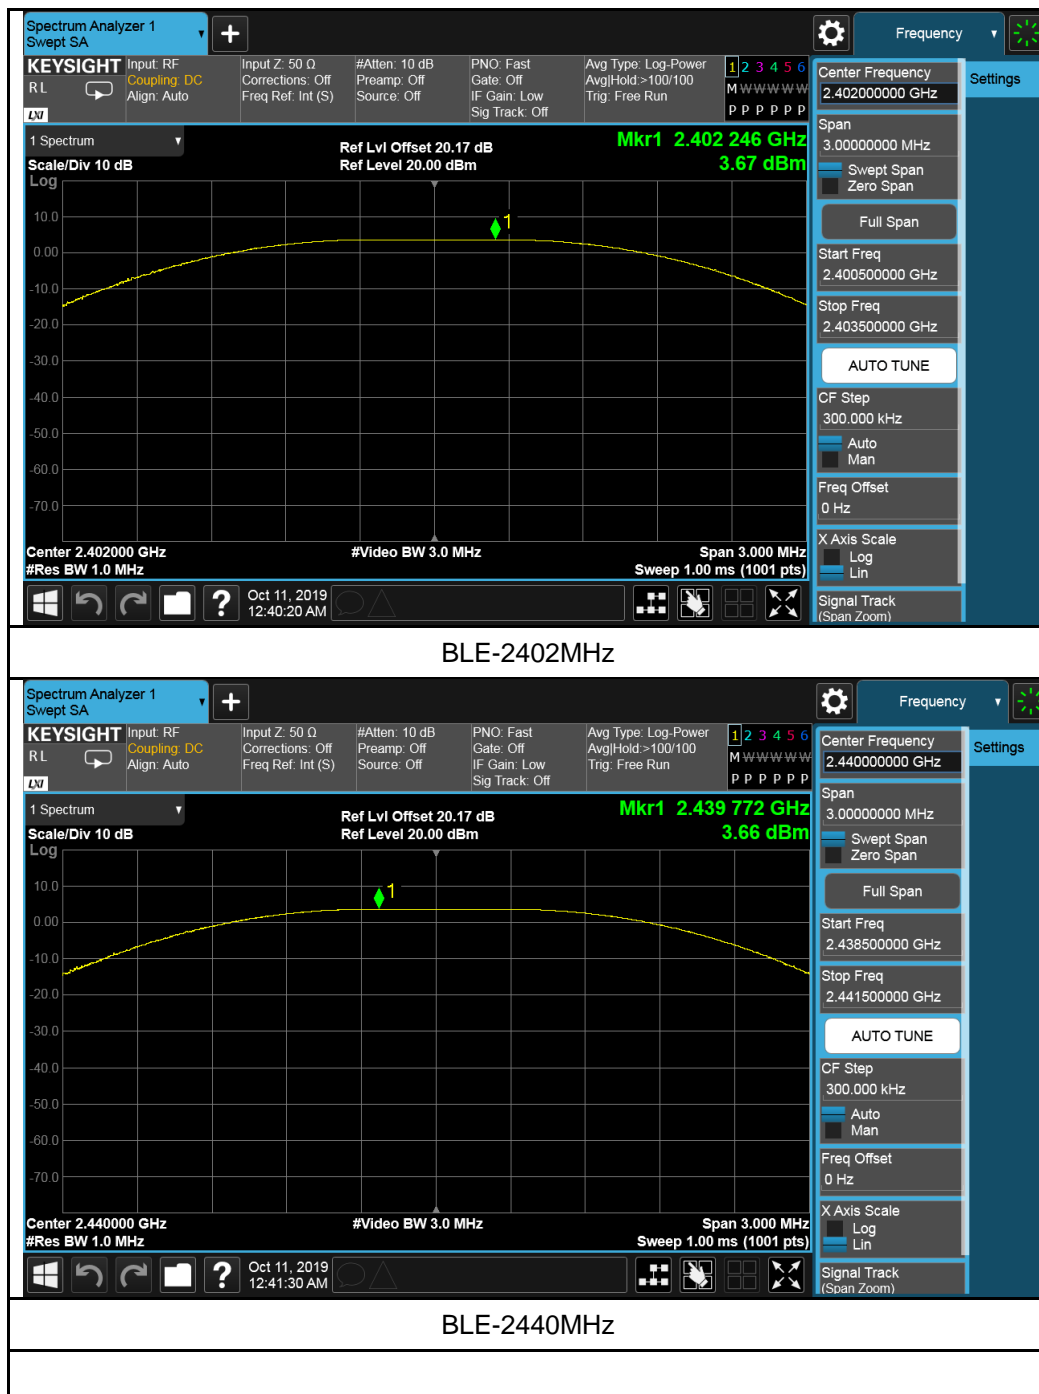 Spectrum Analyzer 1
Swept SA
Frequency
KEYSIGHT
RL
LXI
Input: RF
Coupling: DC
Align: Auto
Input Z: 50 Ω
Corrections: Off
Freq Ref: Int (S)
#Atten: 10 dB
Preamp: Off
Source: Off
PNO: Fast
Gate: Off
IF Gain: Low
Sig Track: Off
Avg Type: Log-Power
Avg|Hold:>100/100
Trig: Free Run
1 2 3 4 5 6
M W W W W W
P P P P P P
Center Frequency
2.402000000 GHz
Settings
Span
3.00000000 MHz
Swept Span
Zero Span
Full Span
Start Freq
2.400500000 GHz
Stop Freq
2.403500000 GHz
AUTO TUNE
CF Step
300.000 kHz
Auto
Man
Freq Offset
0 Hz
X Axis Scale
Log
Lin
Signal Track
(Span Zoom)
1 Spectrum
Scale/Div 10 dB
Ref Lvl Offset 20.17 dB
Ref Level 20.00 dBm
Mkr1 2.402 246 GHz
3.67 dBm
Log
1
10.0
0.00
-10.0
-20.0
-30.0
-40.0
-50.0
-60.0
-70.0
Center 2.402000 GHz
#Video BW 3.0 MHz
Span 3.000 MHz
#Res BW 1.0 MHz
Sweep 1.00 ms (1001 pts)
?
Oct 11, 2019
12:40:20 AM
BLE-2402MHz
Spectrum Analyzer 1
Swept SA
Frequency
KEYSIGHT
RL
LXI
Input: RF
Coupling: DC
Align: Auto
Input Z: 50 Ω
Corrections: Off
Freq Ref: Int (S)
#Atten: 10 dB
Preamp: Off
Source: Off
PNO: Fast
Gate: Off
IF Gain: Low
Sig Track: Off
Avg Type: Log-Power
Avg|Hold:>100/100
Trig: Free Run
1 2 3 4 5 6
M W W W W W
P P P P P P
Center Frequency
2.440000000 GHz
Settings
Span
3.00000000 MHz
Swept Span
Zero Span
Full Span
Start Freq
2.438500000 GHz
Stop Freq
2.441500000 GHz
AUTO TUNE
CF Step
300.000 kHz
Auto
Man
Freq Offset
0 Hz
X Axis Scale
Log
Lin
Signal Track
(Span Zoom)
1 Spectrum
Scale/Div 10 dB
Ref Lvl Offset 20.17 dB
Ref Level 20.00 dBm
Mkr1 2.439 772 GHz
3.66 dBm
Log
1
10.0
0.00
-10.0
-20.0
-30.0
-40.0
-50.0
-60.0
-70.0
Center 2.440000 GHz
#Video BW 3.0 MHz
Span 3.000 MHz
#Res BW 1.0 MHz
Sweep 1.00 ms (1001 pts)
?
Oct 11, 2019
12:41:30 AM
BLE-2440MHz